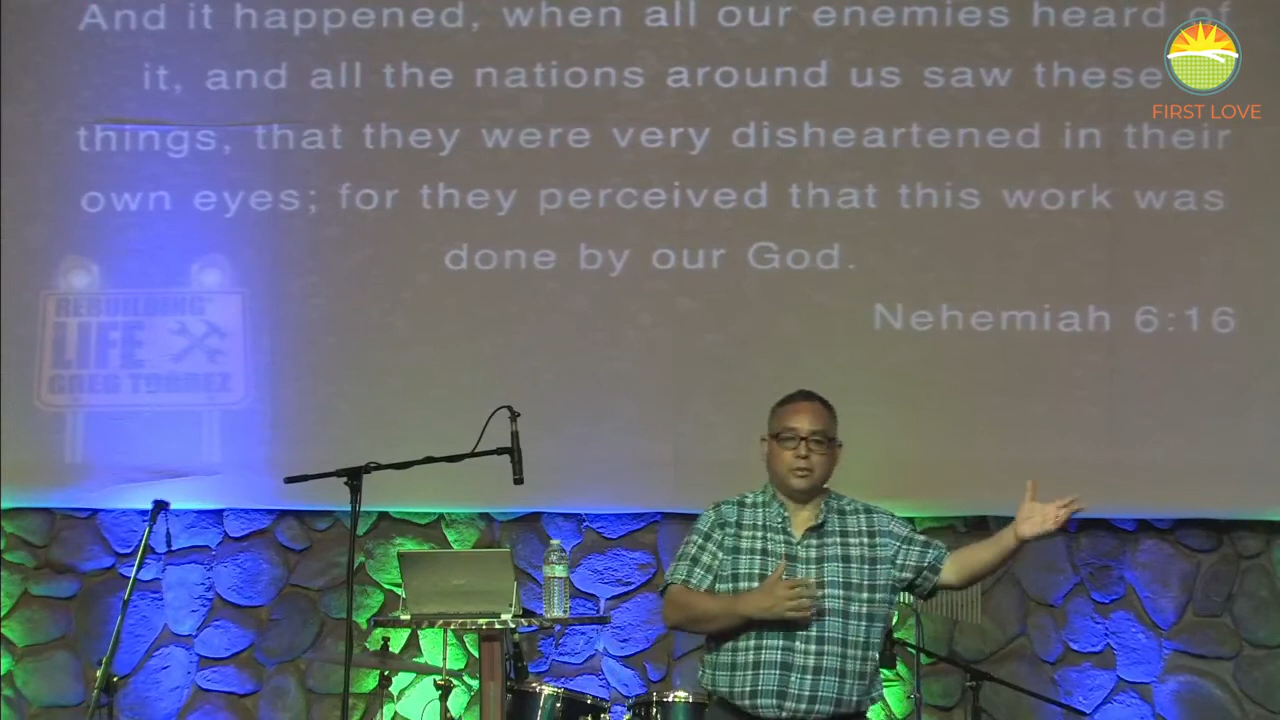 And it happened, when all our enemies heard of
it, and all the nations around us saw these
things, that they were very disheartened in their
own eyes; for they perceived that this work was
done by our God.
Nehemiah 6:16
FIRST LOVE
REBUILDING
LIFE
GREG TORREZ